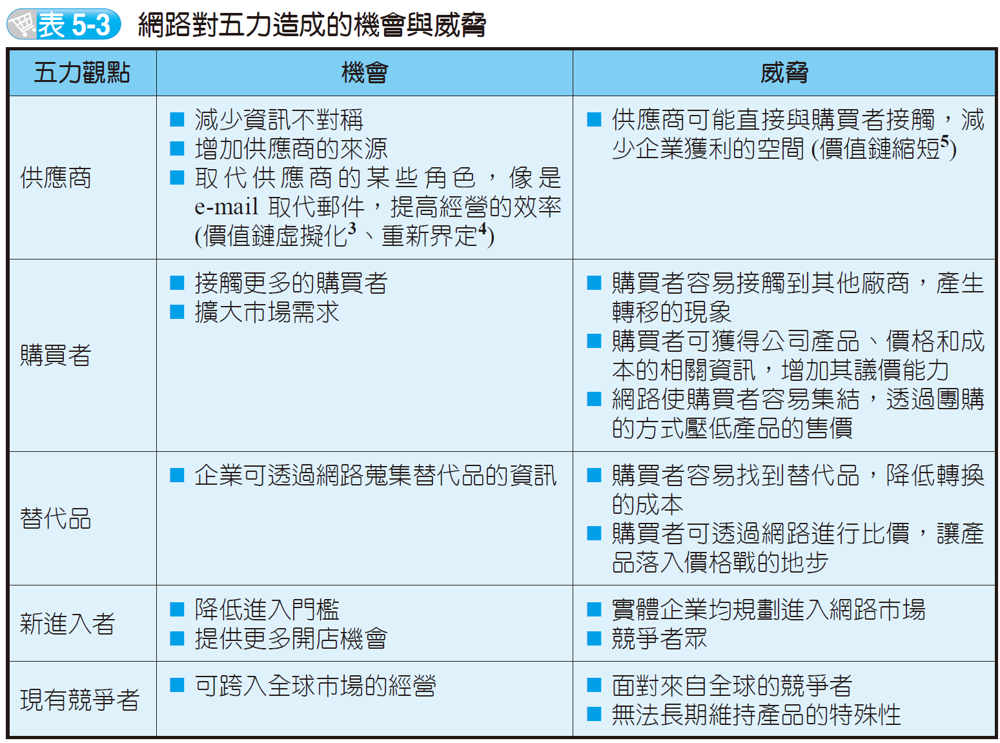 表 5-3 網路對五力造成的機會與威脅
五力觀點 機會 威脅
供應商
■ 減少資訊不對稱
■ 增加供應商的來源
■ 取代供應商的某些角色，像是
e-mail 取代郵件，提高經營的效率
(價值鏈虛擬化3、重新界定4)
■ 供應商可能直接與購買者接觸，減
少企業獲利的空間 (價值鏈縮短5)
購買者
■ 接觸更多的購買者
■ 擴大市場需求
■ 購買者容易接觸到其他廠商，產生
轉移的現象
■ 購買者可獲得公司產品、價格和成
本的相關資訊，增加其議價能力
■ 網路使購買者容易集結，透過團購
的方式壓低產品的售價
替代品
■ 企業可透過網路蒐集替代品的資訊
■ 購買者容易找到替代品，降低轉換
的成本
■ 購買者可透過網路進行比價，讓產
品落入價格戰的地步
新進入者
■ 降低進入門檻
■ 提供更多開店機會
■ 實體企業均規劃進入網路市場
■ 競爭者眾
現有競爭者
■ 可跨入全球市場的經營
■ 面對來自全球的競爭者
■ 無法長期維持產品的特殊性